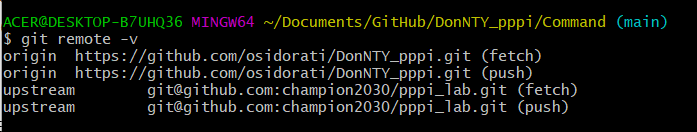 ACER@DESKTOP-B7UHQ36 MINGW64 ~/Documents/GitHub/DonNTY_pppi/Command (main)
$ git remote -v
origin  https://github.com/osidorati/DonNTY_pppi.git (fetch)
origin  https://github.com/osidorati/DonNTY_pppi.git (push)
upstream        git@github.com:champion2030/pppi_lab.git (fetch)
upstream        git@github.com:champion2030/pppi_lab.git (push)